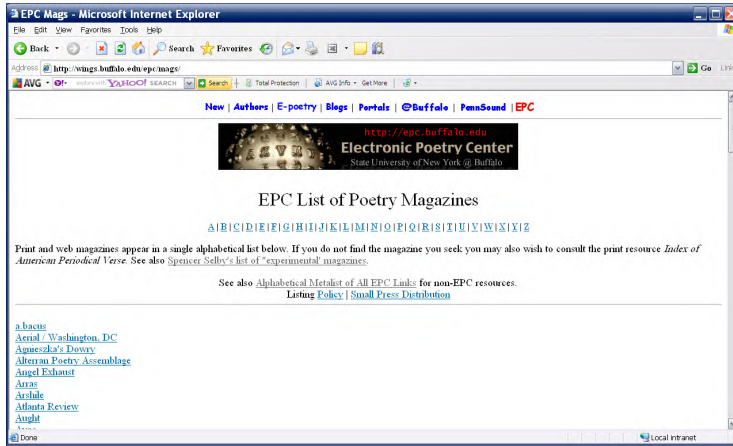 EPC Mags - Microsoft Internet Explorer
File Edit View Favorites Tools Help
Back Search Favorites
Address http://wings.buffalo.edu/epc/mags/ Go Links
AVG YAHOO! SEARCH Search Total Protection AVG Info Get More
New | Authors | E-poetry | Blogs | Portals | @Buffalo | PennSound | EPC
http://epc.buffalo.edu
Electronic Poetry Center
State University of New York @ Buffalo
EPC List of Poetry Magazines
A | B | C | D | E | F | G | H | I | J | K | L | M | N | O | P | Q | R | S | T | U | V | W | X | Y | Z
Print and web magazines appear in a single alphabetical list below. If you do not find the magazine you seek you may also wish to consult the print resource Index of
American Periodical Verse. See also Spencer Selby's list of "experimental' magazines.
See also Alphabetical Metalist of All EPC Links for non-EPC resources.
Listing Policy | Small Press Distribution
a.bacus
Aerial / Washington, DC
Agnieszka's Dowry
Alterran Poetry Assemblage
Angel Exhaust
Arras
Arshile
Atlanta Review
Aught
Done Local intranet